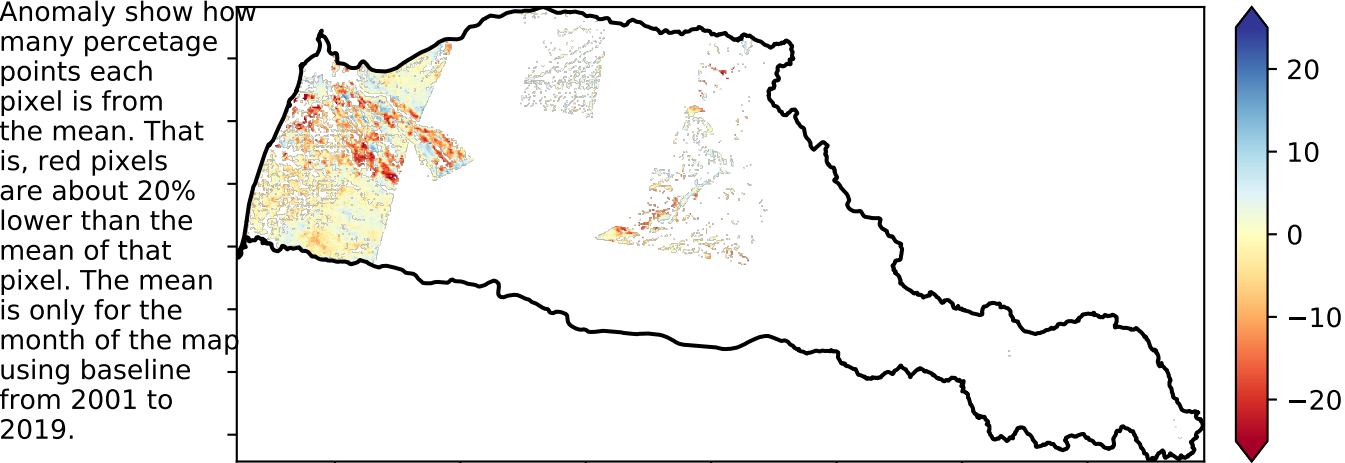 Anomaly show how
many percetage
points each
pixel is from
the mean. That
is, red pixels
are about 20%
lower than the
mean of that
pixel. The mean
is only for the
month of the map
using baseline
from 2001 to
2019.
20
10
0
−10
−20